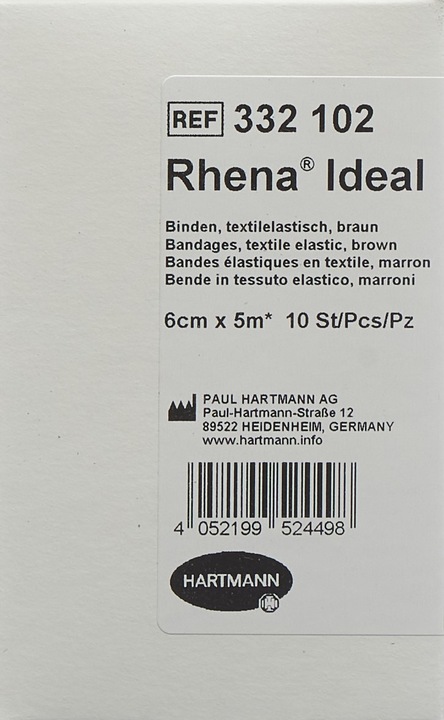 REF 332 102
Rhena® Ideal
Binden, textilelastisch, braun
Bandages, textile elastic, brown
Bandes élastiques en textile, marron
Bende in tessuto elastico, marroni
6cm x 5m* 10 St/Pcs/Pz
PAUL HARTMANN AG
Paul-Hartmann-Straße 12
89522 HEIDENHEIM, GERMANY
www.hartmann.info
4 052199 524498
HARTMANN